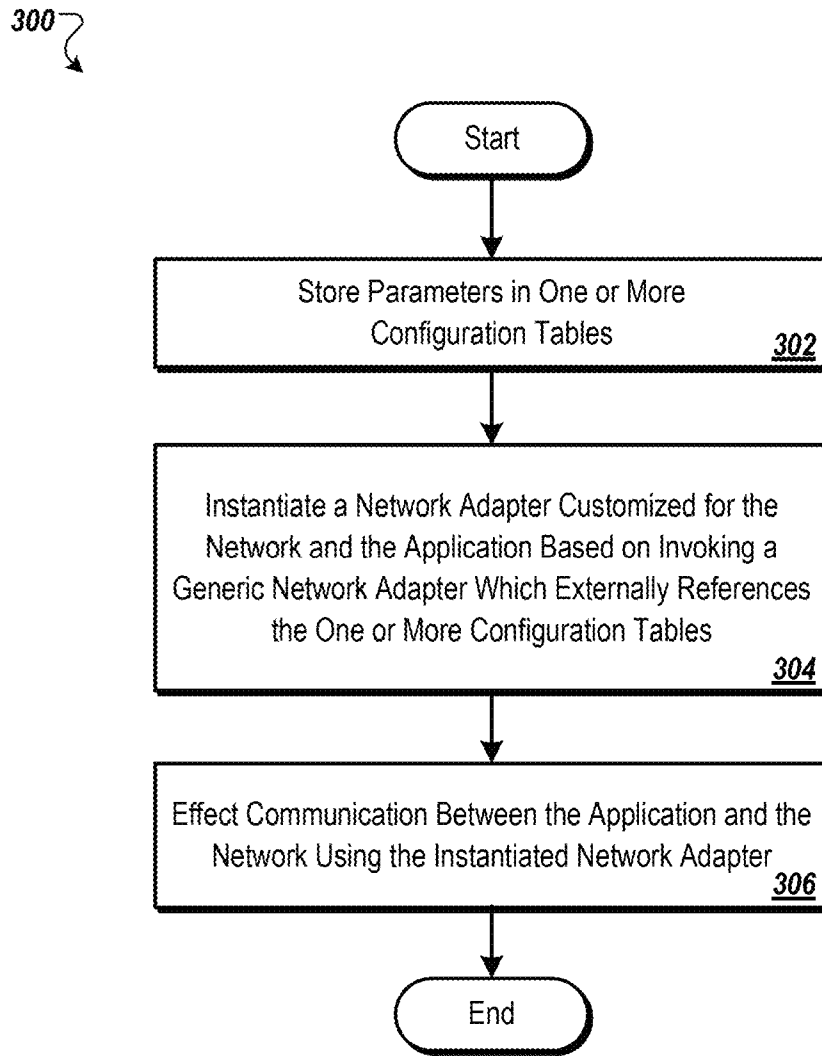 300
Start
Store Parameters in One or More
Configuration Tables
302
Instantiate a Network Adapter Customized for the
Network and the Application Based on Invoking a
Generic Network Adapter Which Externally References
the One or More Configuration Tables
304
Effect Communication Between the Application and the
Network Using the Instantiated Network Adapter
306
End